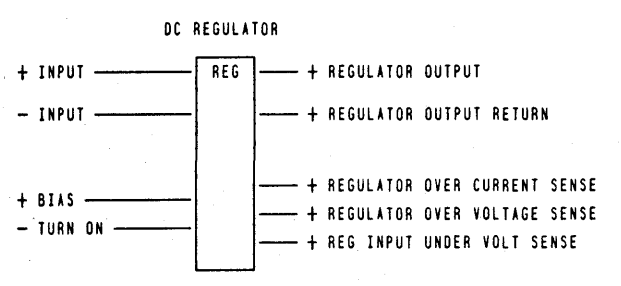 DC REGULATOR
+ INPUT REG + REGULATOR OUTPUT
- INPUT + REGULATOR OUTPUT RETURN
+ REGULATOR OVER CURRENT SENSE
+ BIAS
+ REGULATOR OVER VOLTAGE SENSE
- TURN ON
+ REG INPUT UNDER VOLT SENSE